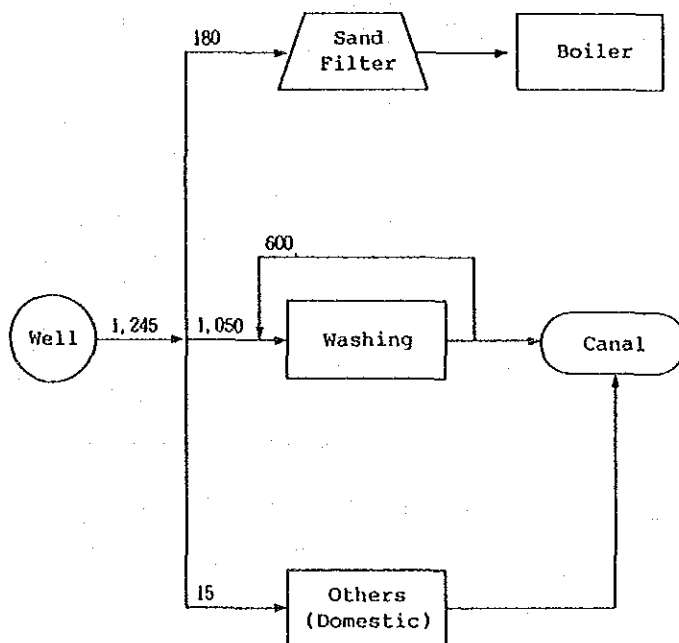 180
Sand
Filter
Boiler
600
Well
1,245
1,050
Washing
Canal
15
Others
(Domestic)